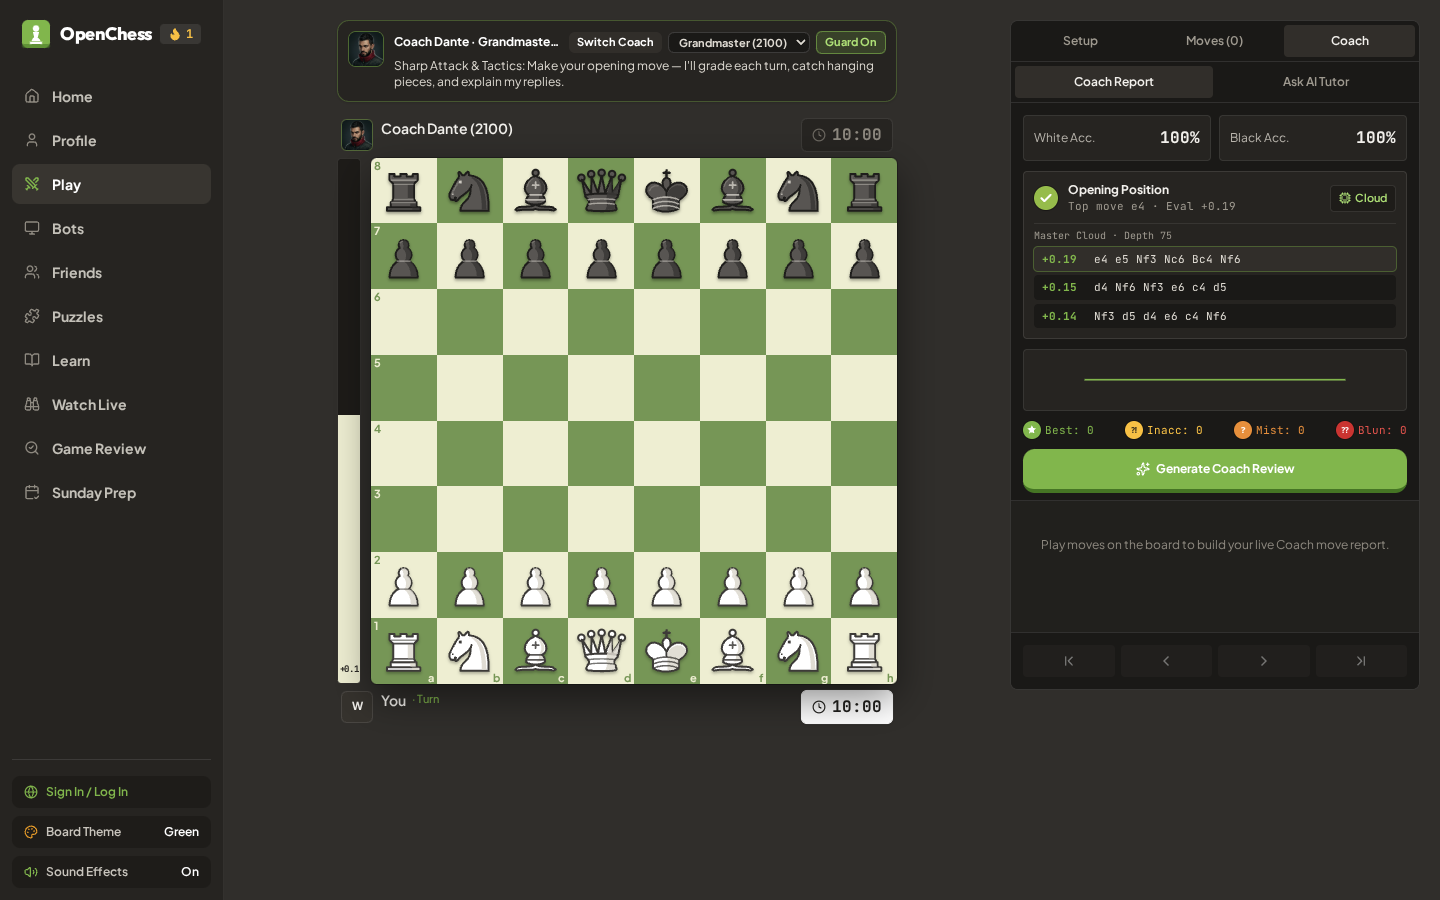 OpenChess
1
Home
Profile
Play
Bots
Friends
Puzzles
Learn
Watch Live
Game Review
Sunday Prep
Sign In / Log In
Board Theme Green
Sound Effects On
Coach Dante · Grandmaste... Switch Coach Grandmaster (2100) Guard On
Sharp Attack & Tactics: Make your opening move — I'll grade each turn, catch hanging
pieces, and explain my replies.
Coach Dante (2100) 10:00
8
7
6
5
4
3
2
1
a b c d e f g h
+0.1
W You · Turn 10:00
Setup Moves (0) Coach
Coach Report Ask AI Tutor
White Acc. 100% Black Acc. 100%
Opening Position
Top move e4 · Eval +0.19
Cloud
Master Cloud · Depth 75
+0.19 e4 e5 Nf3 Nc6 Bc4 Nf6
+0.15 d4 Nf6 Nf3 e6 c4 d5
+0.14 Nf3 d5 d4 e6 c4 Nf6
Best: 0 ?! Inacc: 0 ? Mist: 0 ?? Blun: 0
Generate Coach Review
Play moves on the board to build your live Coach move report.